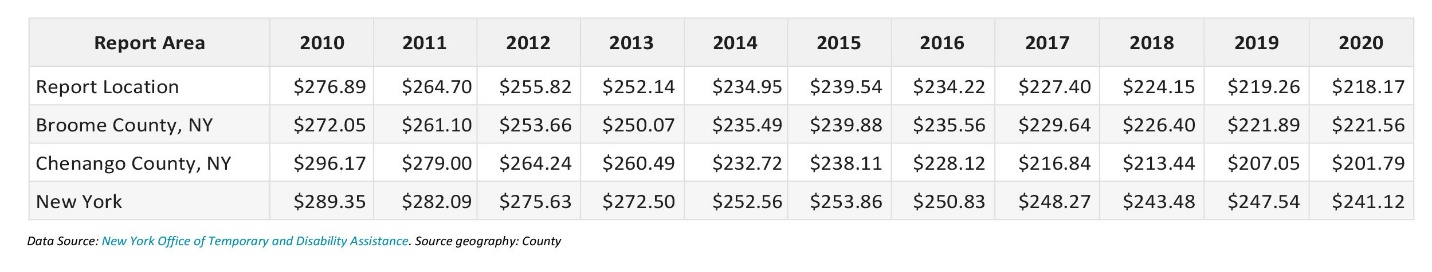 Report Area 2010 2011 2012 2013 2014 2015 2016 2017 2018 2019 2020
Report Location $276.89 $264.70 $255.82 $252.14 $234.95 $239.54 $234.22 $227.40 $224.15 $219.26 $218.17
Broome County, NY $272.05 $261.10 $253.66 $250.07 $235.49 $239.88 $235.56 $229.64 $226.40 $221.89 $221.56
Chenango County, NY $296.17 $279.00 $264.24 $260.49 $232.72 $238.11 $228.12 $216.84 $213.44 $207.05 $201.79
New York $289.35 $282.09 $275.63 $272.50 $252.56 $253.86 $250.83 $248.27 $243.48 $247.54 $241.12
Data Source: New York Office of Temporary and Disability Assistance. Source geography: County